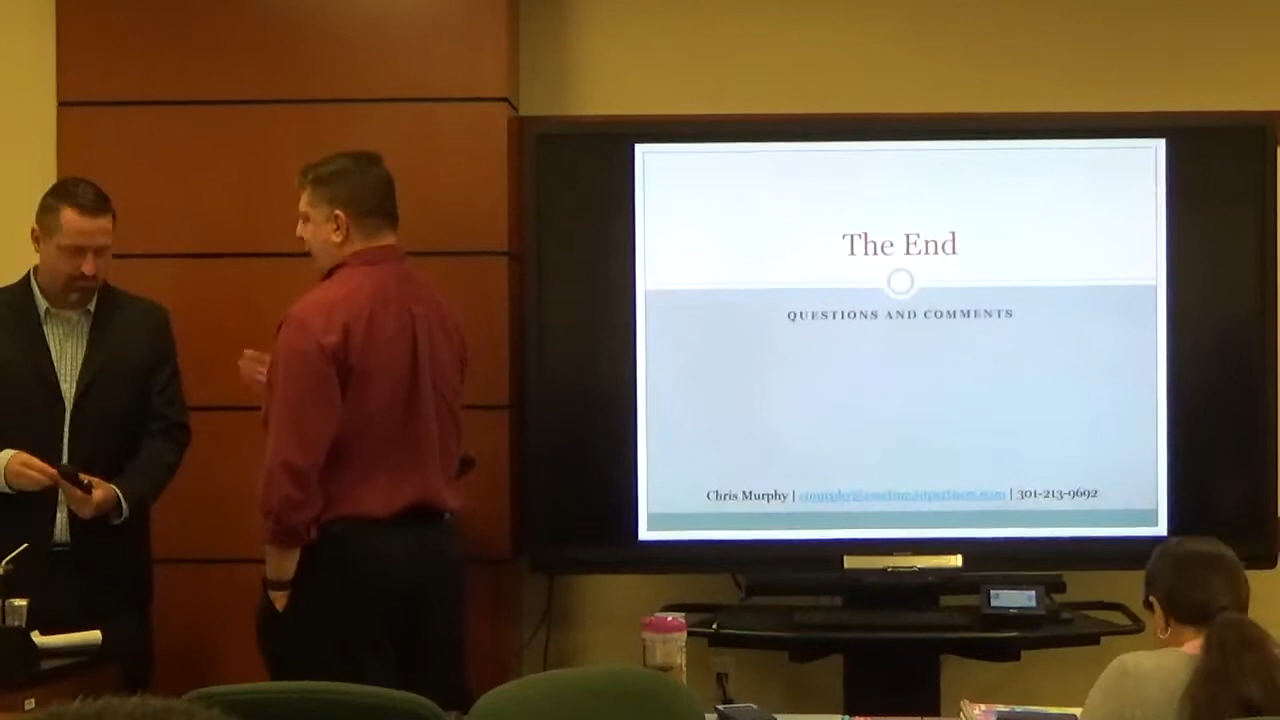 The End
QUESTIONS AND COMMENTS
Chris Murphy | | 301-213-9692